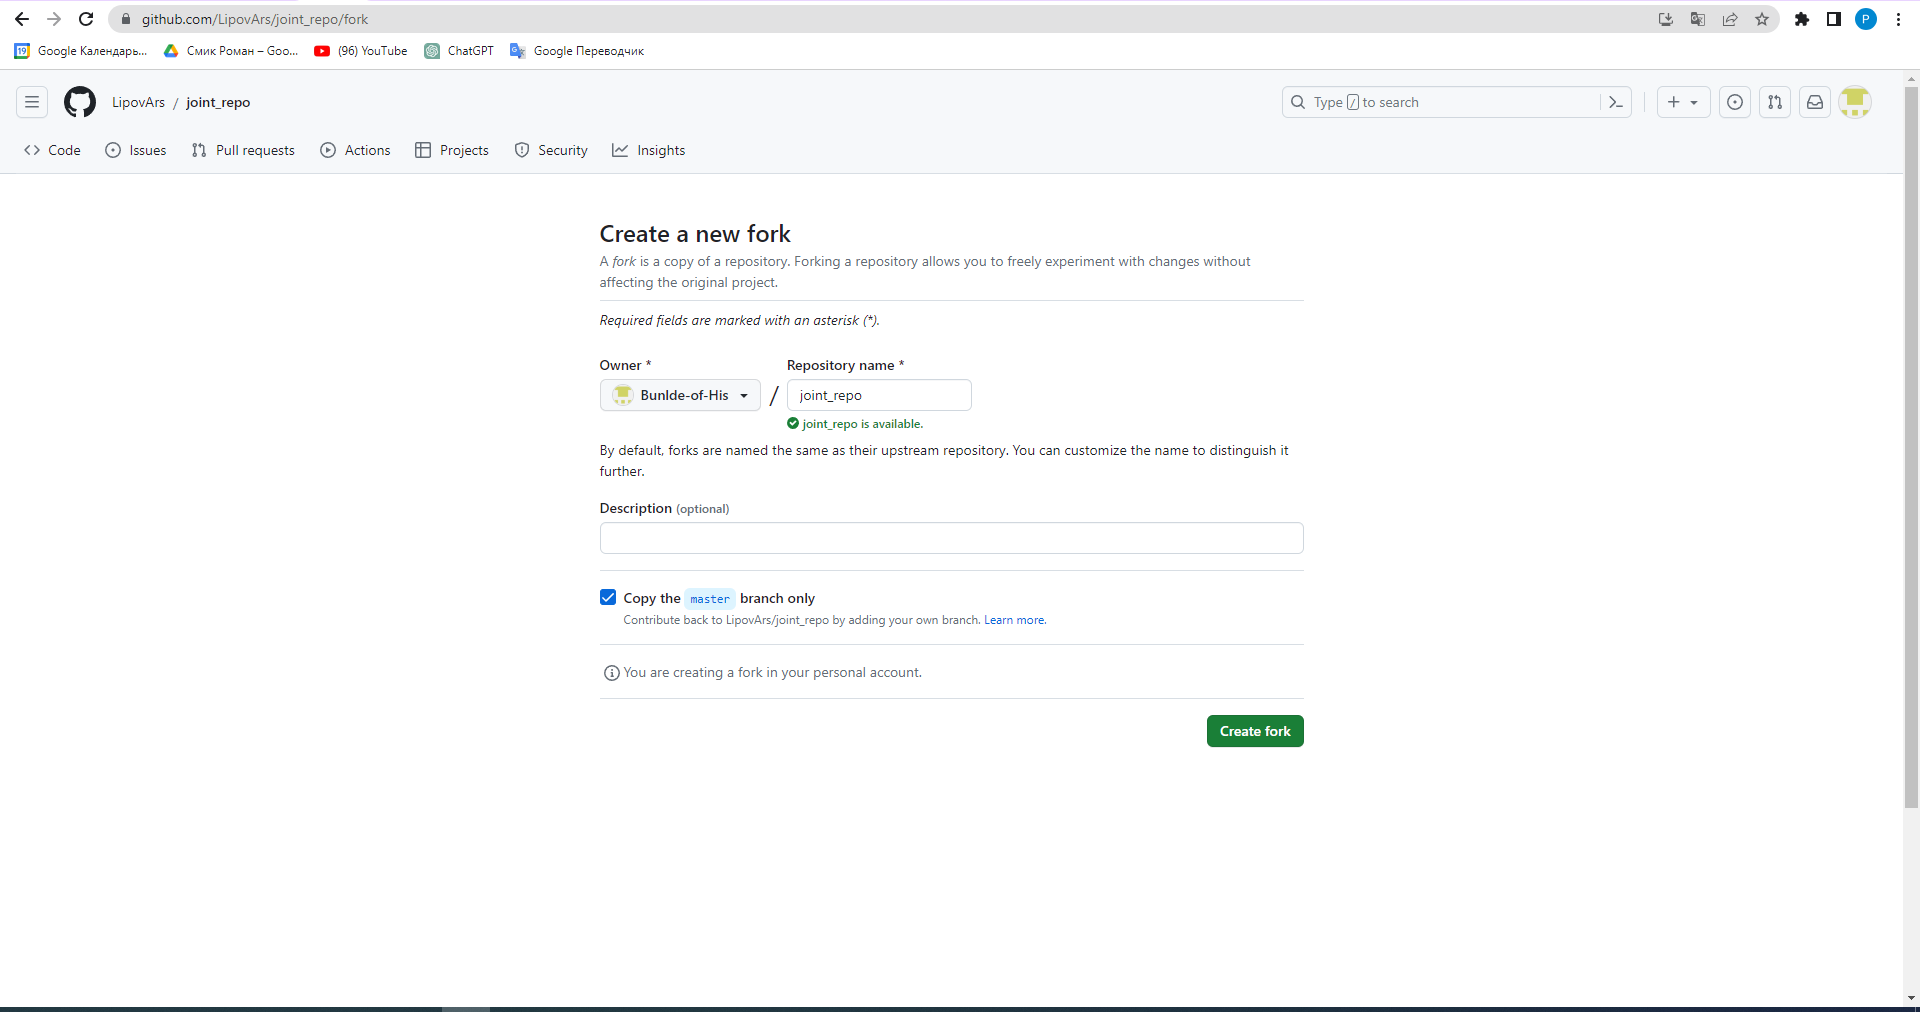 github.com/LipovArs/joint_repo/fork
P
19 Google Календарь...
Смик Роман – Goo...
(96) YouTube
ChatGPT
Google Переводчик
LipovArs / joint_repo
Type / to search
Code
Issues
Pull requests
Actions
Projects
Security
Insights
Create a new fork
A fork is a copy of a repository. Forking a repository allows you to freely experiment with changes without
affecting the original project.
Required fields are marked with an asterisk (*).
Owner *
Repository name *
Bunlde-of-His / joint_repo
joint_repo is available.
By default, forks are named the same as their upstream repository. You can customize the name to distinguish it
further.
Description (optional)
Copy the master branch only
Contribute back to LipovArs/joint_repo by adding your own branch. Learn more.
You are creating a fork in your personal account.
Create fork